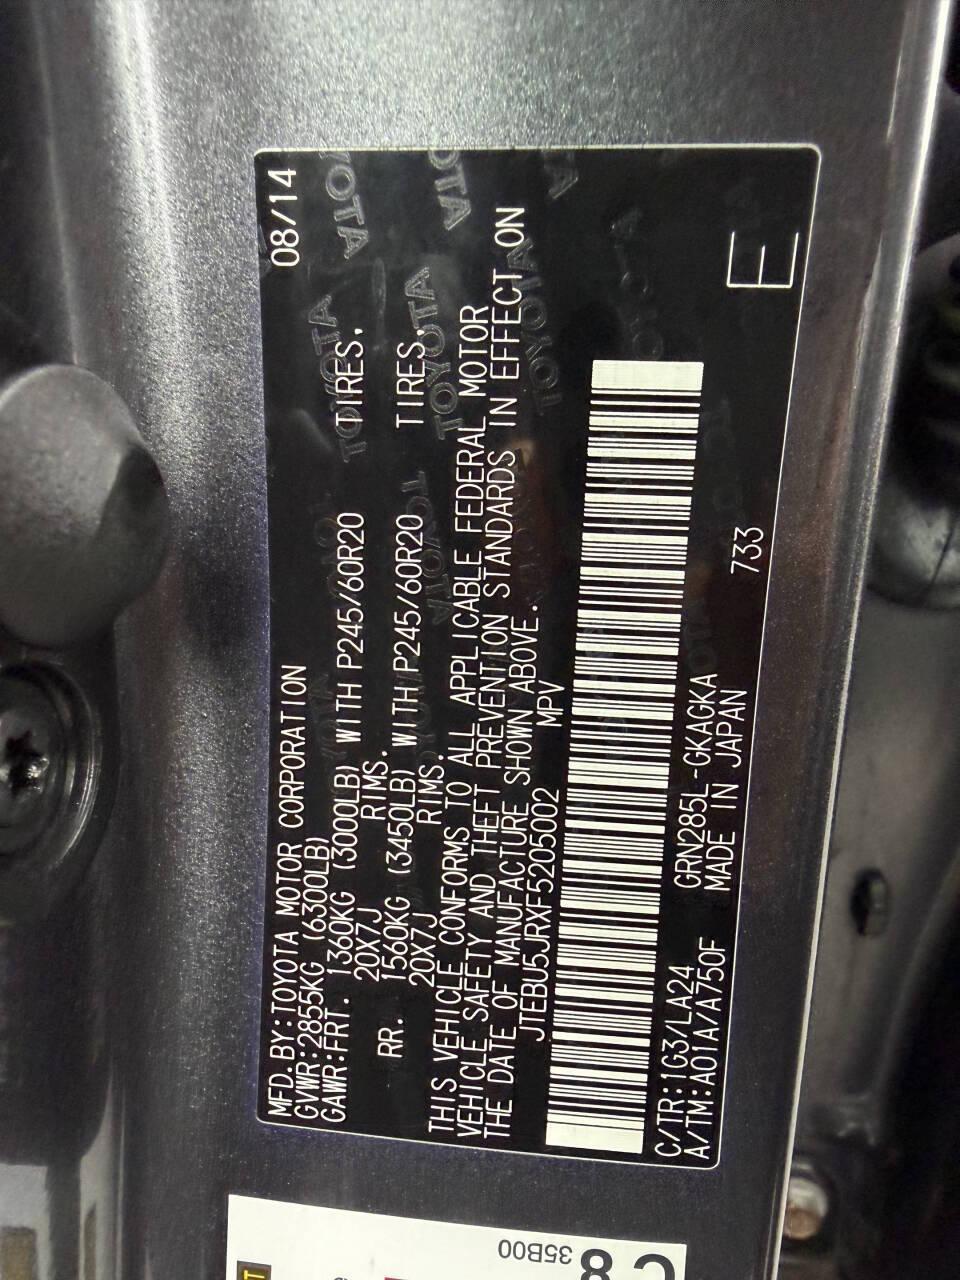 MFD.BY:TOYOTA MOTOR CORPORATION 08/14
GVWR:2855KG (6300LB)
GAWR:FRT. 1360KG (3000LB) WITH P245/60R20 TIRES.
20X7J RIMS.
RR. 1560KG (3450LB) WITH P245/60R20 TIRES.
20X7J RIMS.
THIS VEHICLE CONFORMS TO ALL APPLICABLE FEDERAL MOTOR
VEHICLE SAFETY AND THEFT PREVENTION STANDARDS IN EFFECT ON
THE DATE OF MANUFACTURE SHOWN ABOVE.
JTEBU5JRXF5205002 MPV
C/TR:1G3/LA24 GRN285L-GKAGKA
A/TM:A01A/A750F MADE IN JAPAN 733
E
35B00